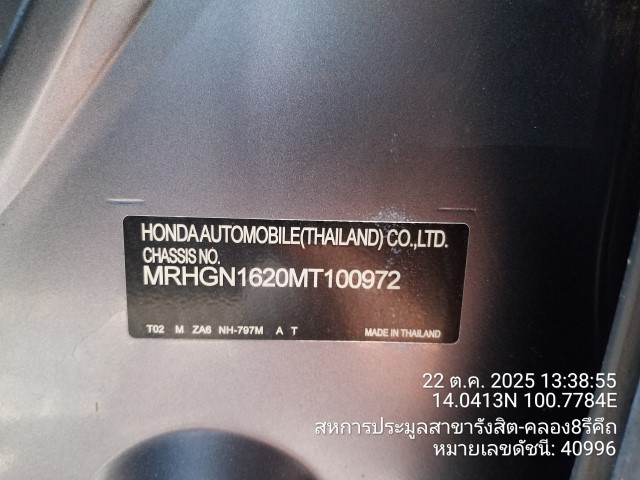 HONDA AUTOMOBILE(THAILAND) CO.,LTD.
CHASSIS NO.
MRHGN1620MT100972
T02 M ZA6 NH-797M A T MADE IN THAILAND
22 ต.ค. 2025 13:38:55
14.0413N 100.7784E
สหการประมูลสาขารังสิต-คลอง8รีคึถ
หมายเลขดัชนี: 40996